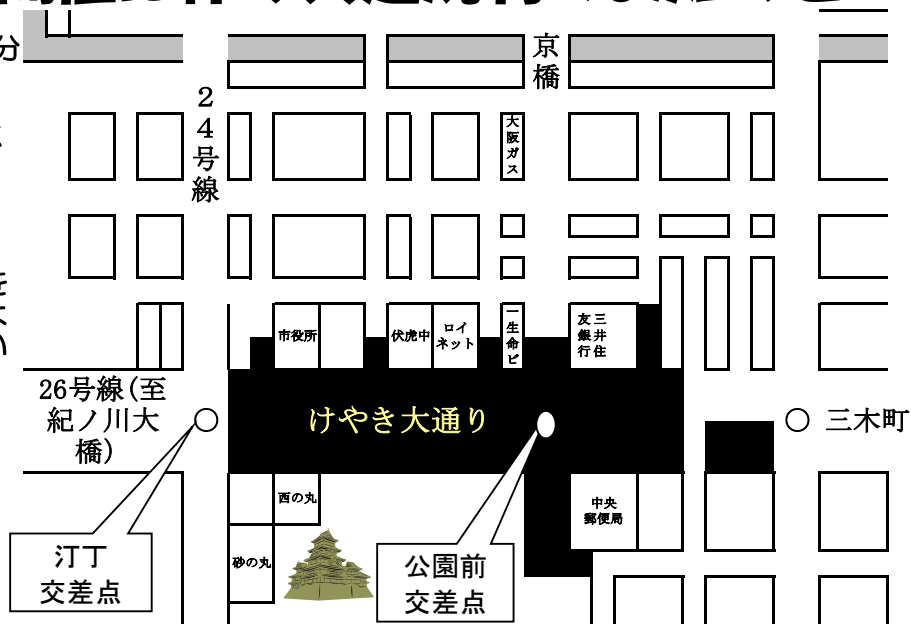 分
京橋
24号線
大阪ガス
市役所
伏虎中
ロイ
ネット
一生命ビ
三井住
友銀行
26号線(至
紀ノ川大
橋)
けやき大通り
三木町
西の丸
中央
郵便局
砂の丸
汀丁
交差点
公園前
交差点